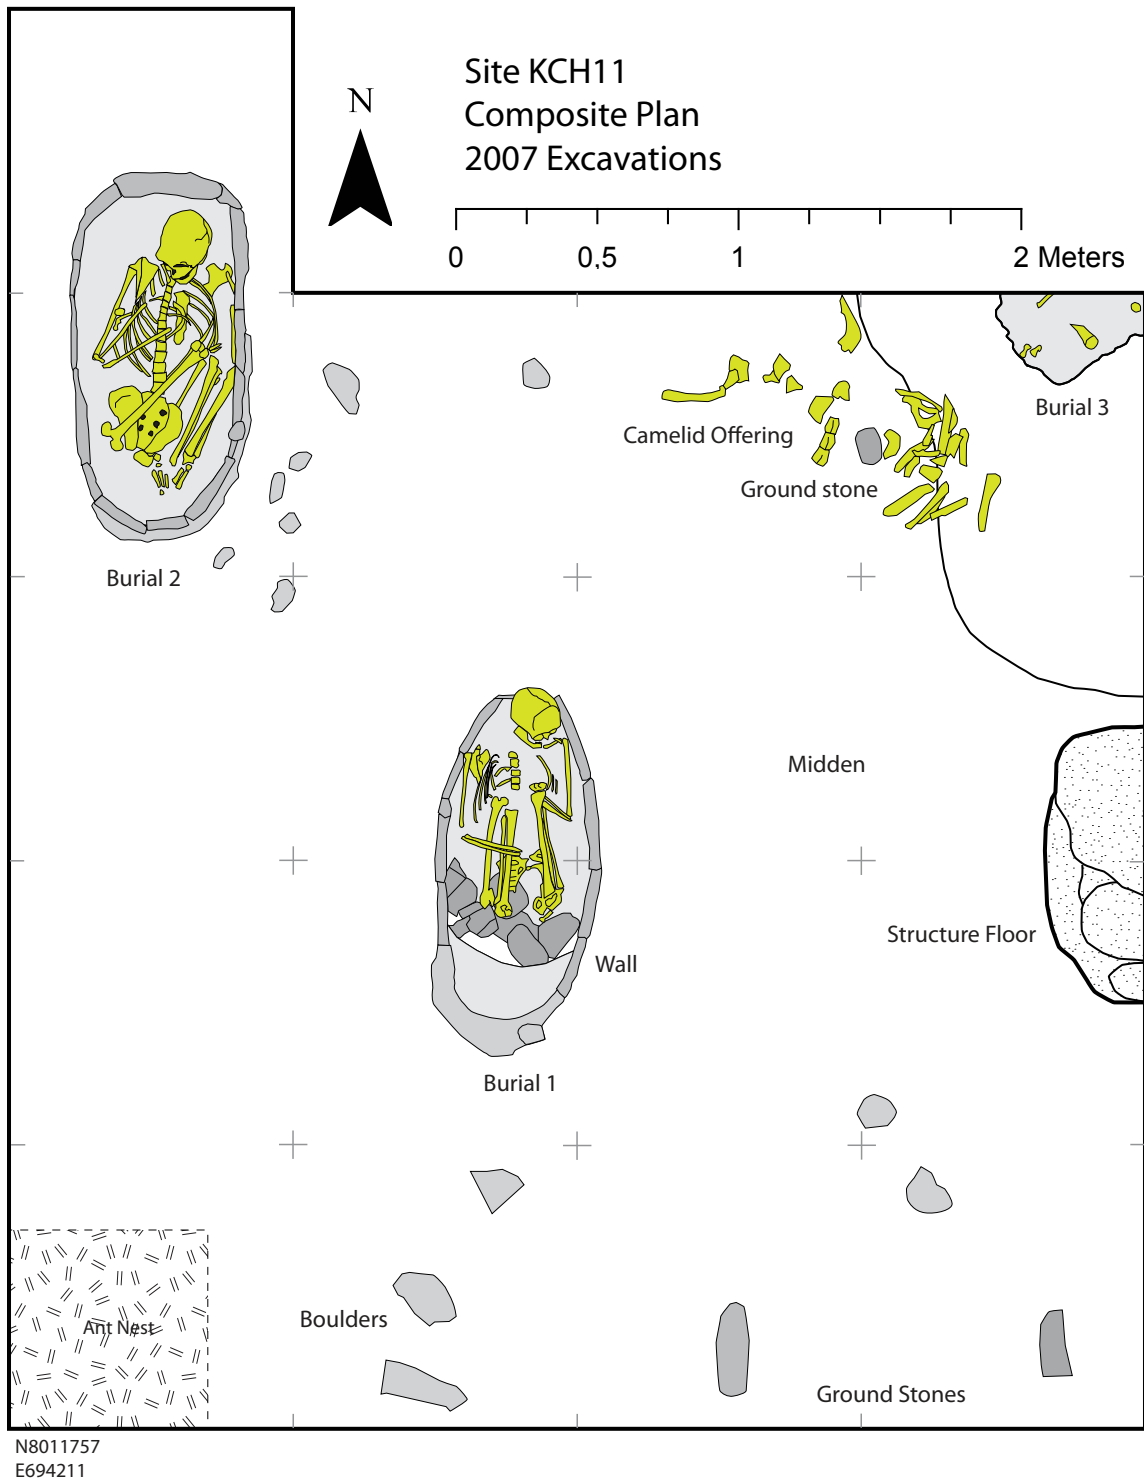 Site KCH11
Composite Plan
2007 Excavations
N
0 0,5 1 2 Meters
Burial 3
Camelid Offering
Ground stone
Burial 2
Midden
Structure Floor
Wall
Burial 1
Boulders
Ant Nest
Ground Stones
N8011757
E694211